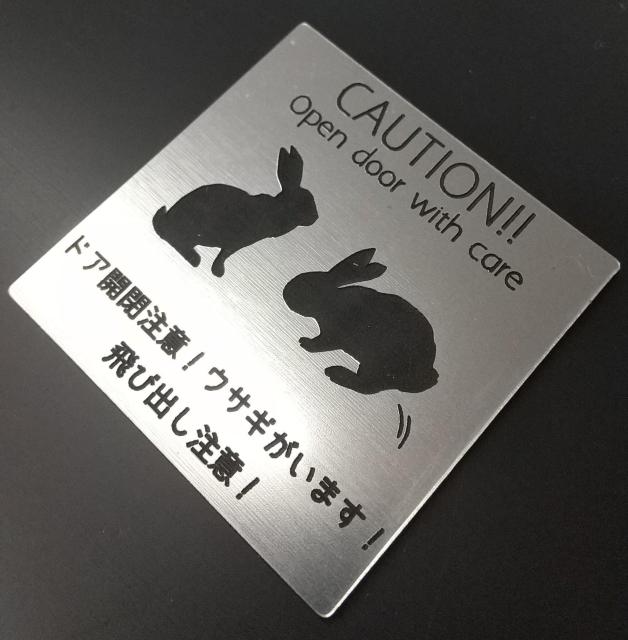 CAUTION!!
Open door with care
ドア開閉注意！ウサギがいます！
飛び出し注意！